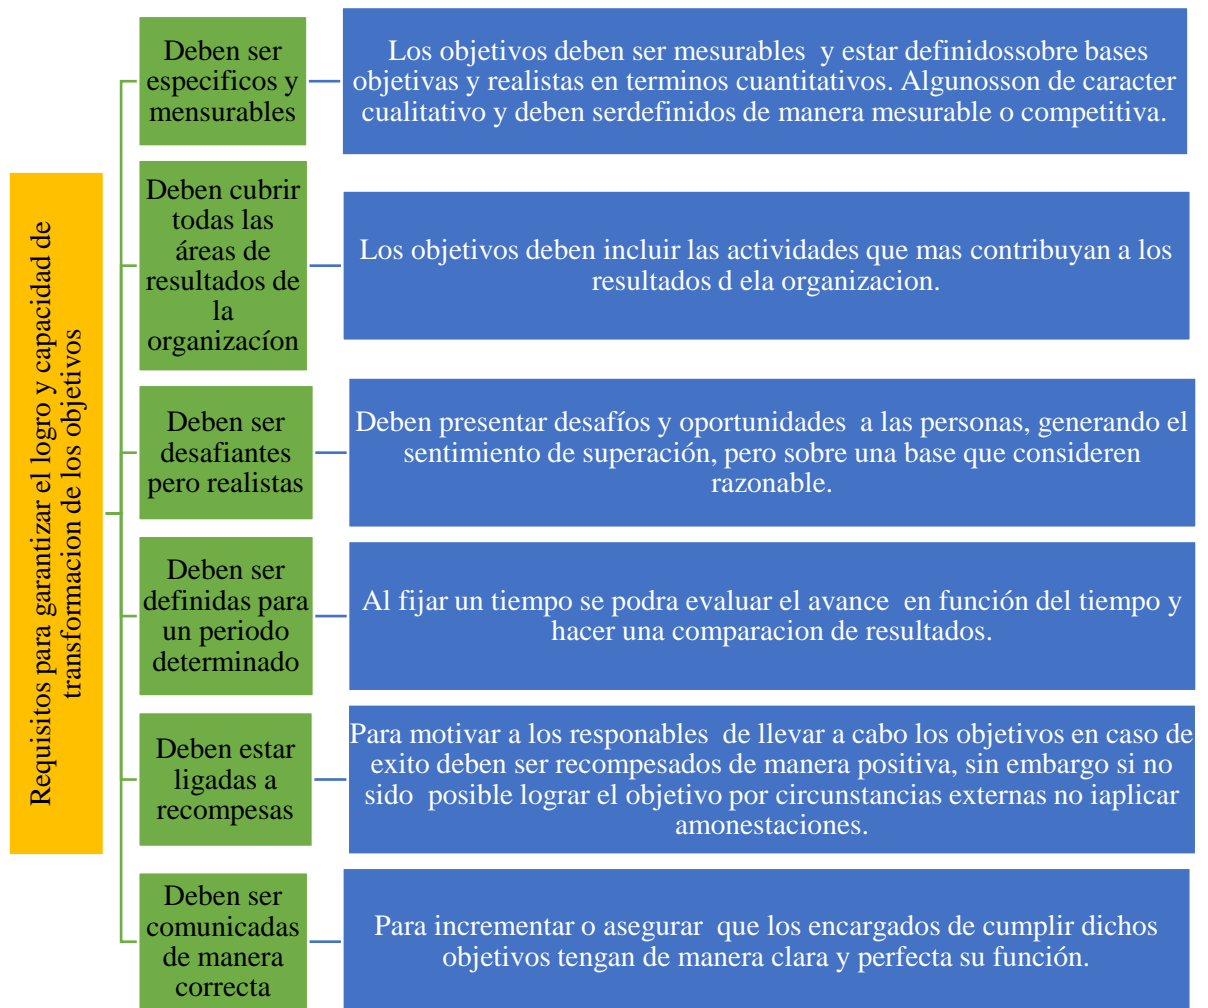 Requisitos para garantizar el logro y capacidad de
transformacion de los objetivos
Deben ser
especificos y
mensurables
Los objetivos deben ser mesurables  y estar definidossobre bases
objetivas y realistas en terminos cuantitativos. Algunosson de caracter
cualitativo y deben serdefinidos de manera mesurable o competitiva.
Deben cubrir
todas las
áreas de
resultados de
la
organizacíon
Los objetivos deben incluir las actividades que mas contribuyan a los
resultados d ela organizacion.
Deben ser
desafiantes
pero realistas
Deben presentar desafíos y oportunidades  a las personas, generando el
sentimiento de superación, pero sobre una base que consideren
razonable.
Deben ser
definidas para
un periodo
determinado
Al fijar un tiempo se podra evaluar el avance  en función del tiempo y
hacer una comparacion de resultados.
Deben estar
ligadas a
recompesas
Para motivar a los responables  de llevar a cabo los objetivos en caso de
exito deben ser recompesados de manera positiva, sin embargo si no
sido  posible lograr el objetivo por circunstancias externas no iaplicar
amonestaciones.
Deben ser
comunicadas
de manera
correcta
Para incrementar o asegurar  que los encargados de cumplir dichos
objetivos tengan de manera clara y perfecta su función.